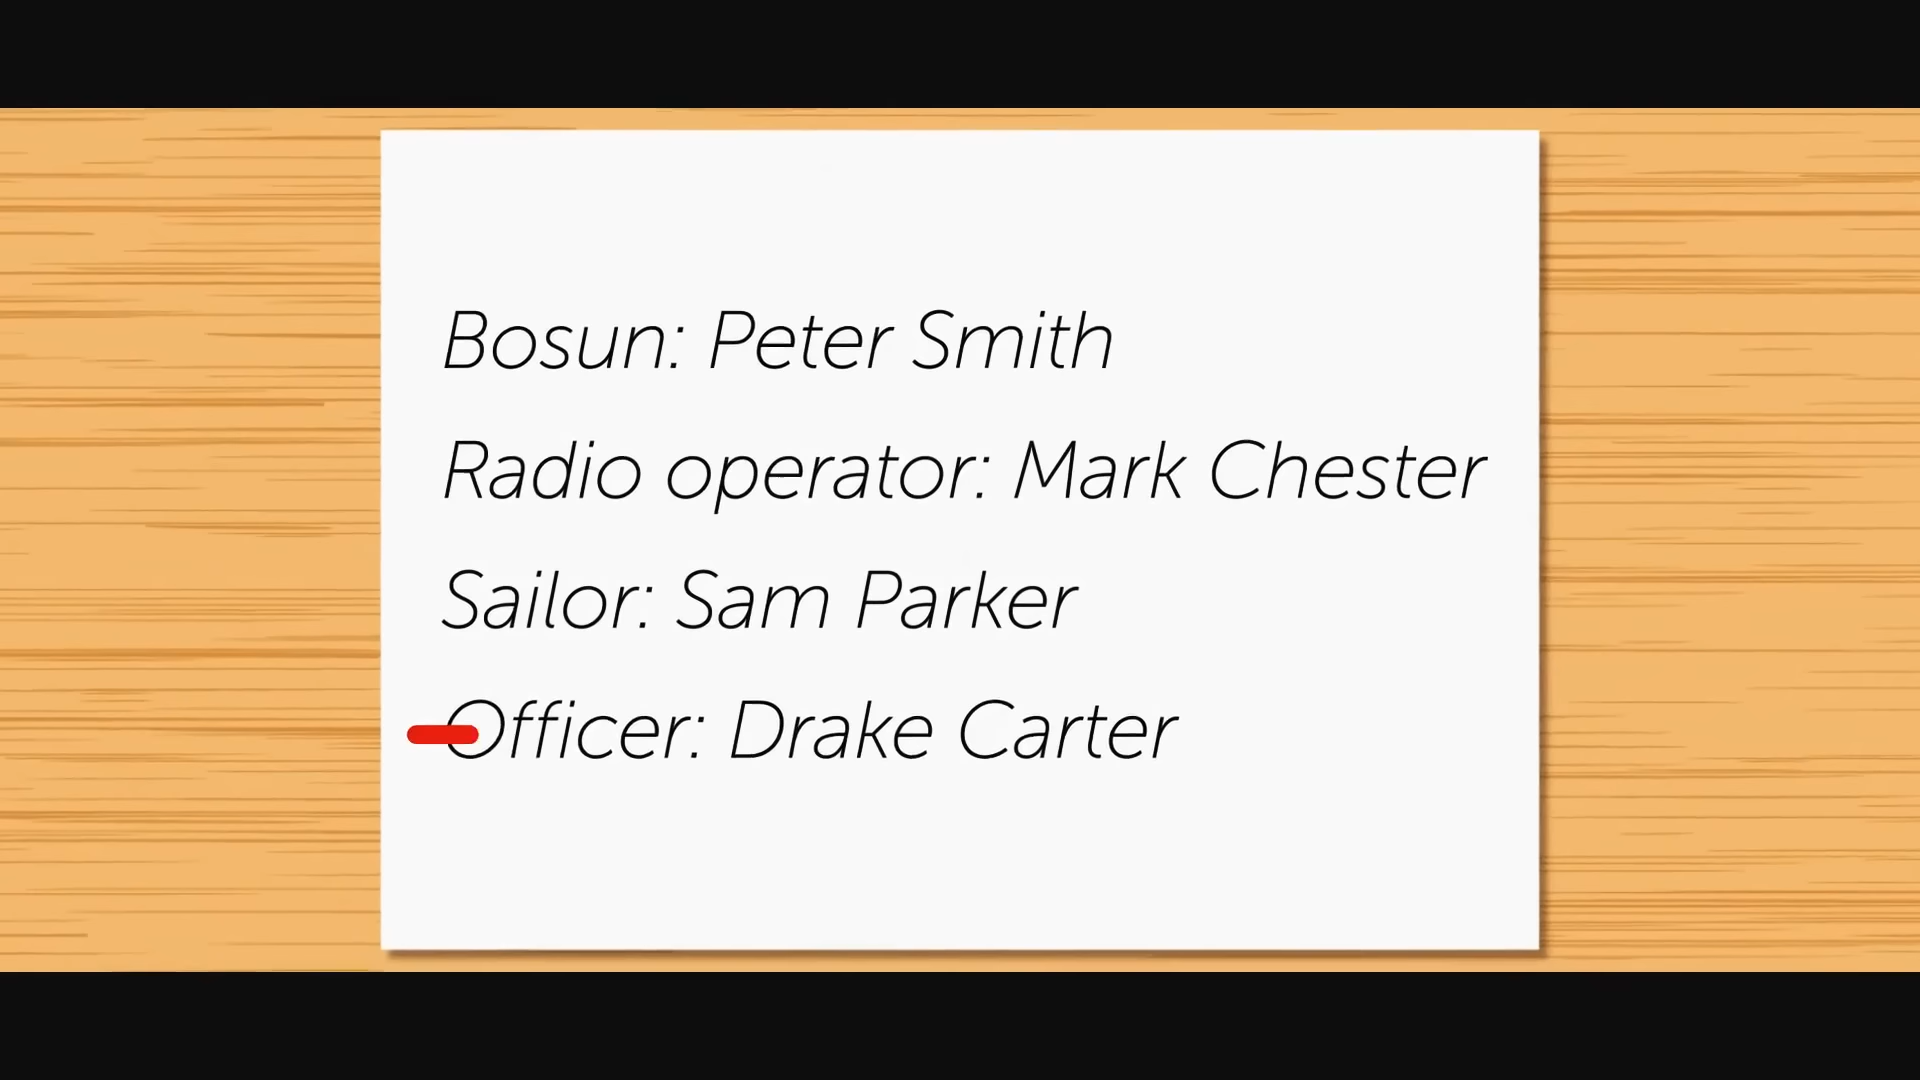 Bosun: Peter Smith
Radio operator: Mark Chester
Sailor: Sam Parker
Officer: Drake Carter